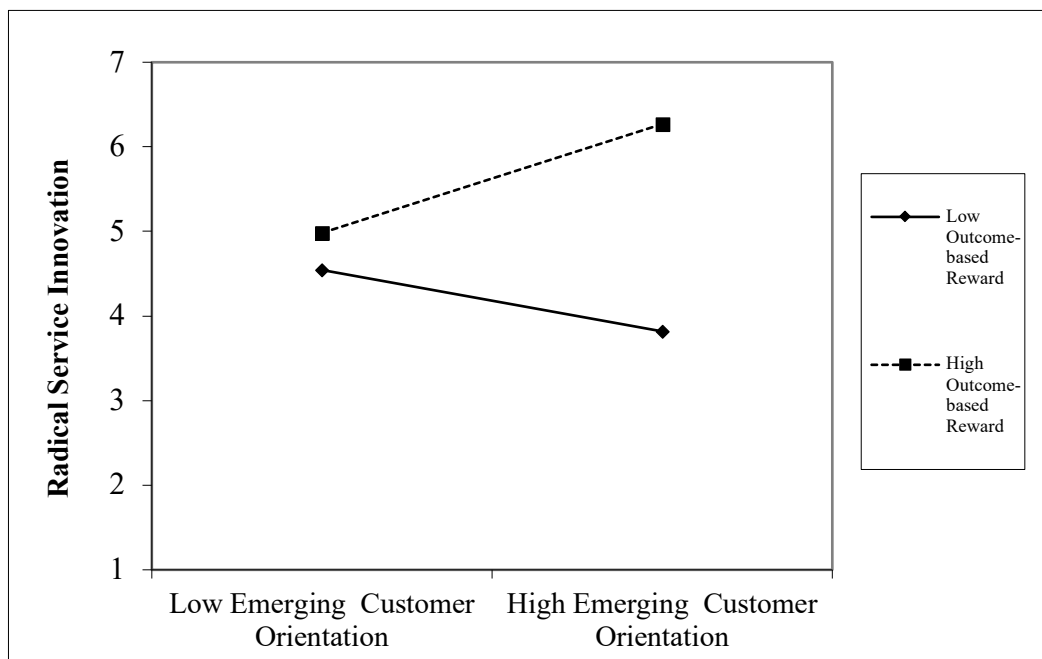 7
6
5
4
3
2
1
Radical Service Innovation
Low Emerging Customer
Orientation
High Emerging Customer
Orientation
Low
Outcome-
based
Reward
High
Outcome-
based
Reward